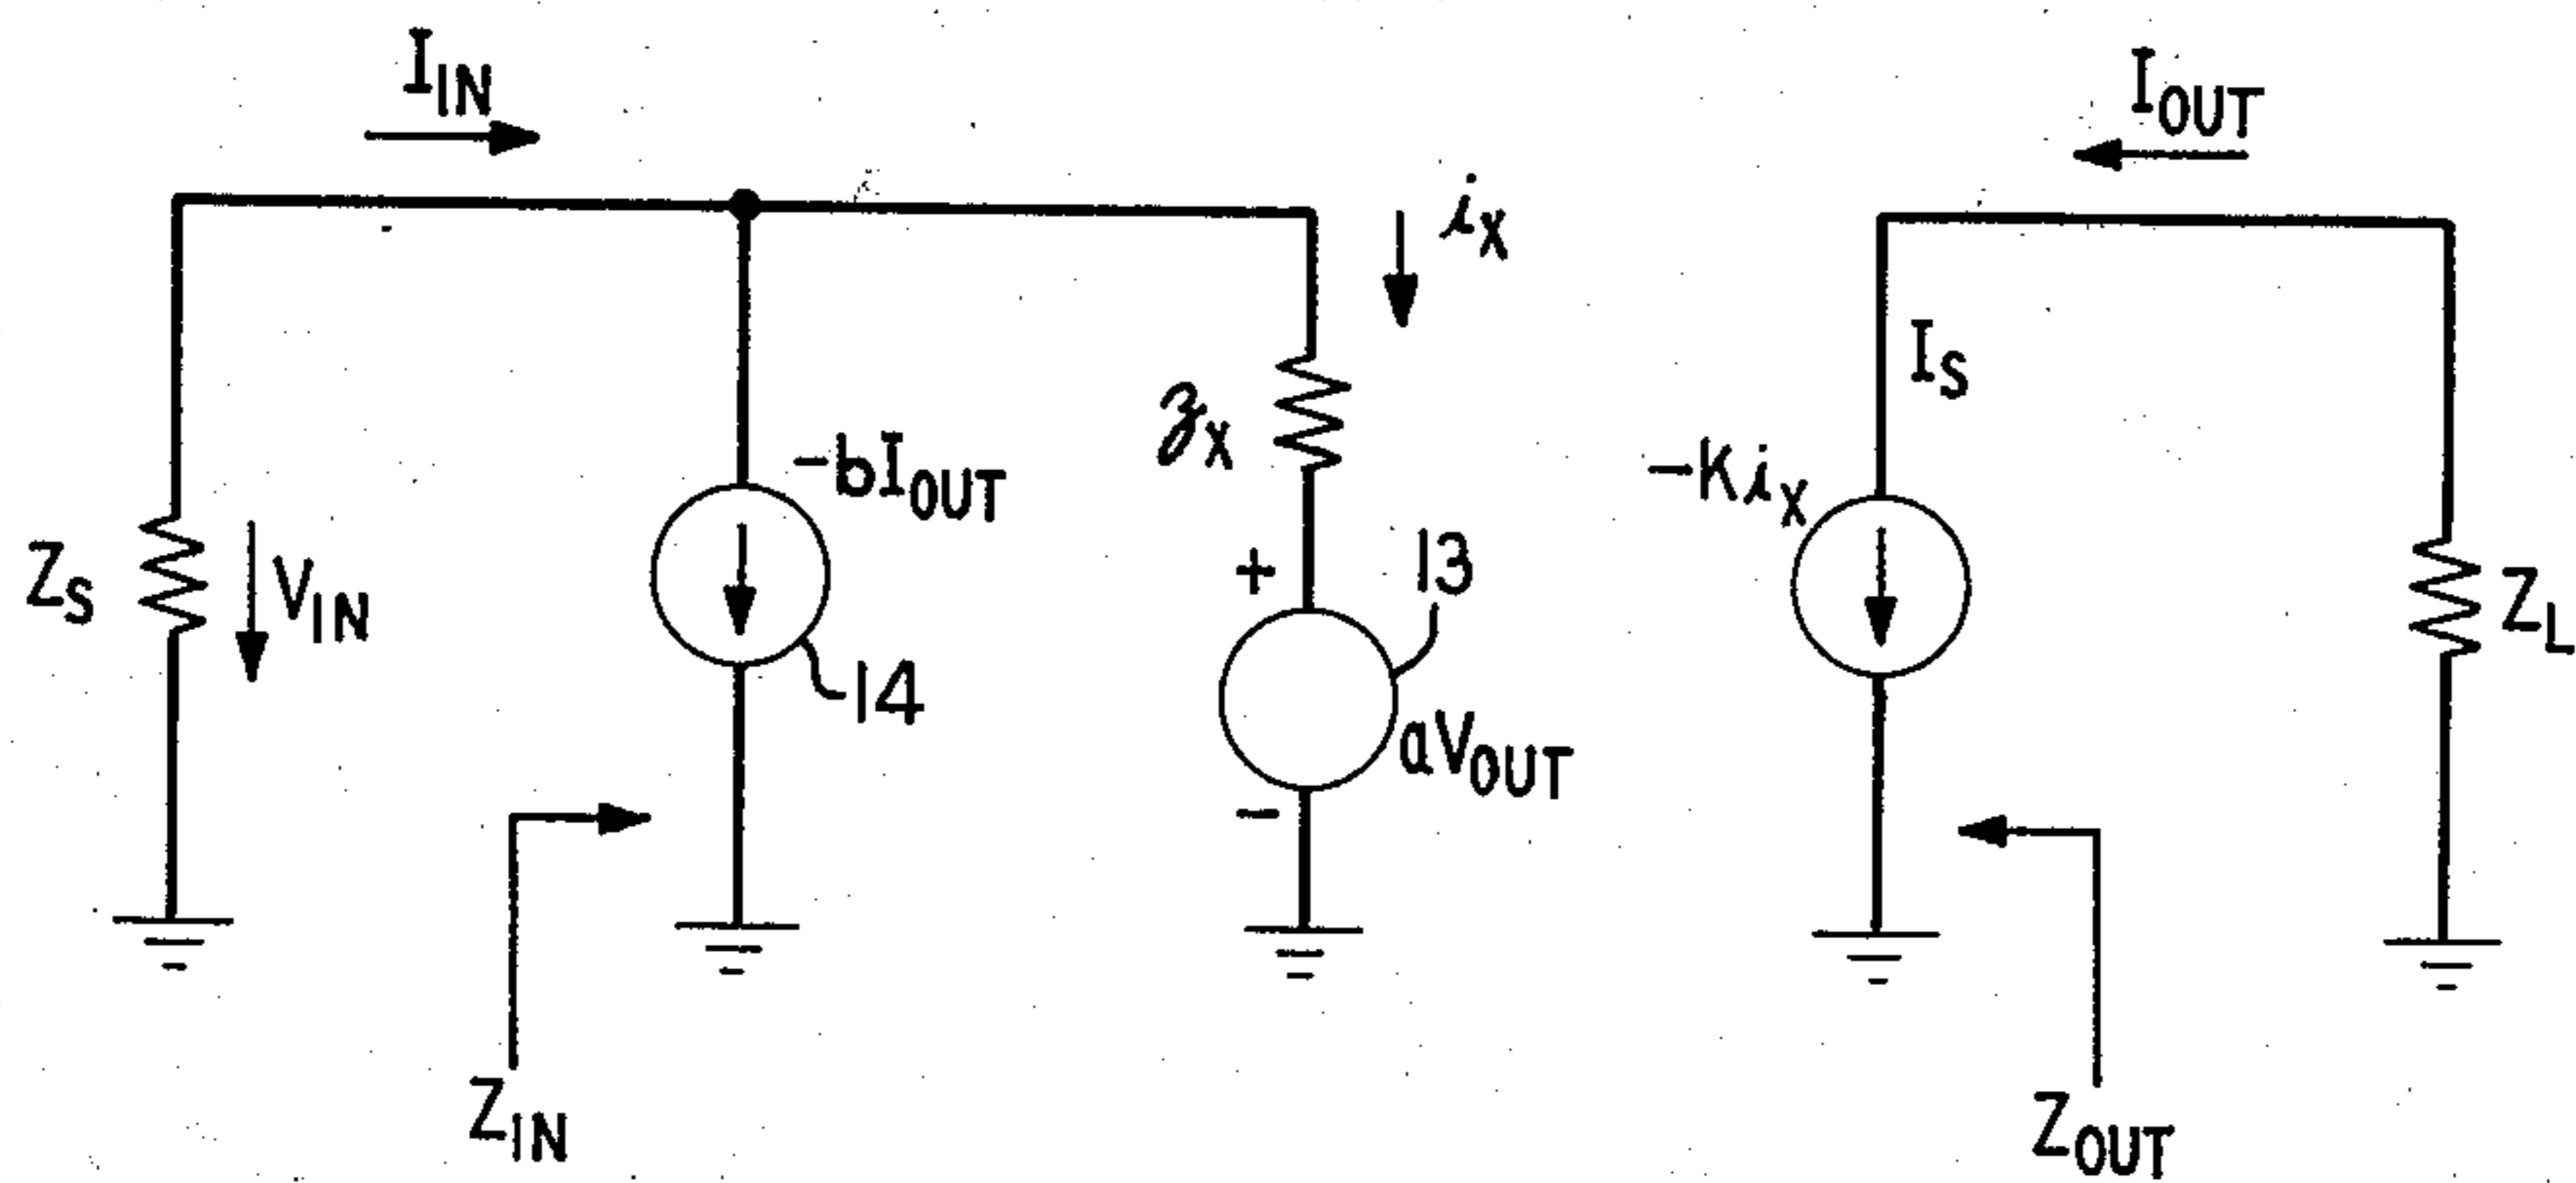 I_IN
I_OUT
i_X
I_S
z_X
-bI_OUT
-Ki_X
+
13
Z_S
V_IN
Z_L
14
aV_OUT
-
Z_IN
Z_OUT